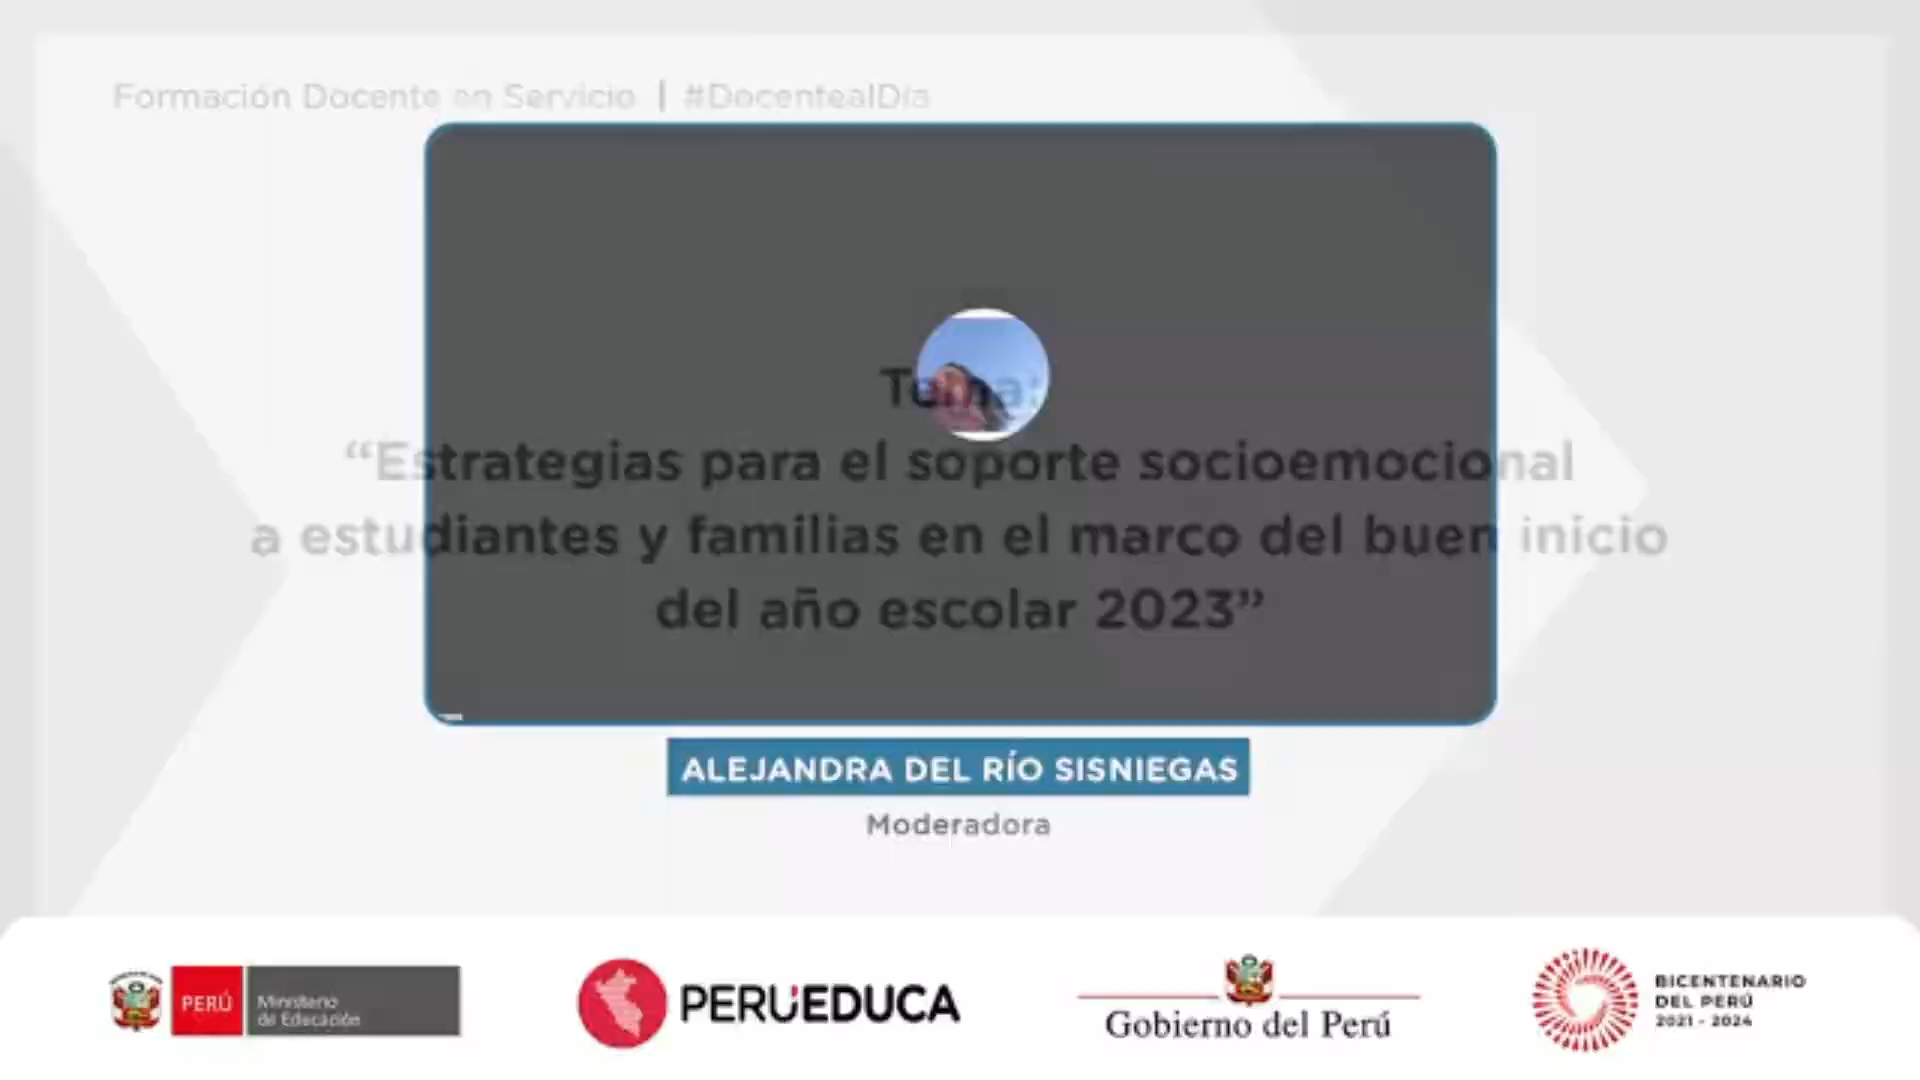 Formación Docente en Servicio | #DocentealDía
Tema:
“Estrategias para el soporte socioemocional
a estudiantes y familias en el marco del buen inicio
del año escolar 2023”
ALEJANDRA DEL RÍO SISNIEGAS
Moderadora
PERÚ
Ministerio
de Educación
PERÚEDUCA
Gobierno del Perú
BICENTENARIO
DEL PERÚ
2021 - 2024